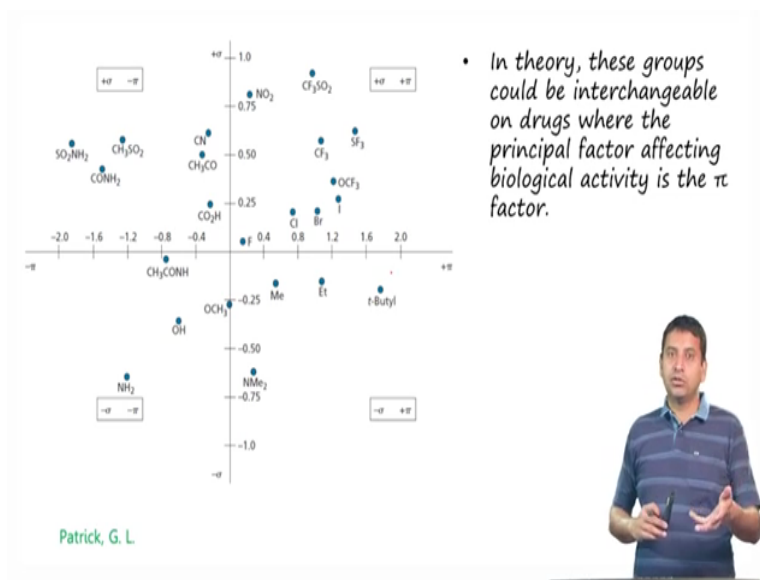 • In theory, these groups
could be interchangeable
on drugs where the
principal factor affecting
biological activity is the π
factor.
+σ 1.0
CF₃SO₂
NO₂
+σ -π
+σ +π
0.75
CN
SF₃
CH₃SO₂
SO₂NH₂
CF₃
0.50
CH₃CO
CONH₂
OCF₃
I
0.25
CO₂H
Cl Br
F
-2.0 -1.6 -1.2 -0.8 -0.4 0.4 0.8 1.2 1.6 2.0
-π +π
CH₃CONH
Me Et t-Butyl
-0.25
OCH₃
OH
-0.50
NH₂
NMe₂
-0.75
-σ -π
-σ +π
-1.0
-σ
Patrick, G. L.